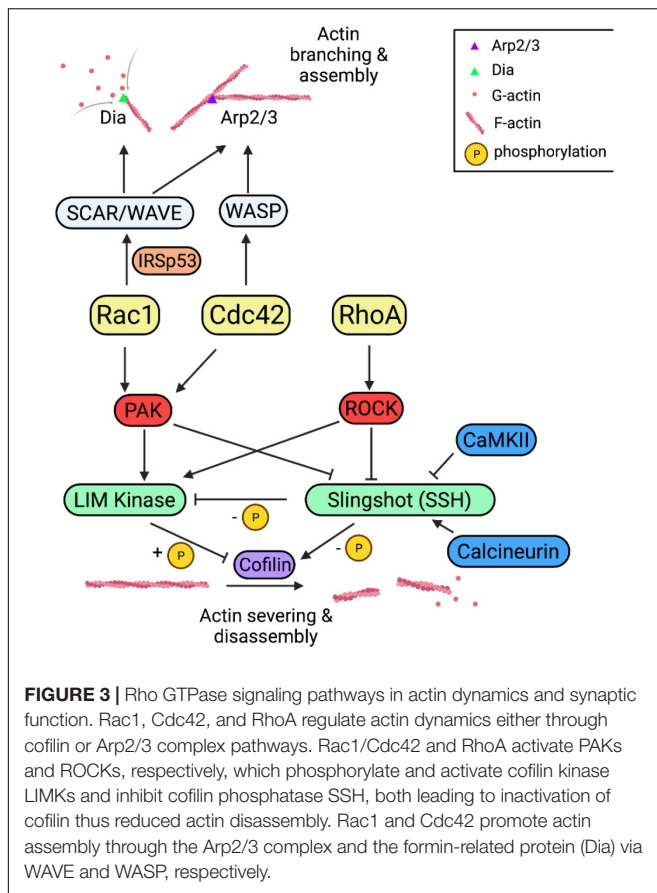 Actin
branching &
assembly
Dia
Arp2/3
Arp2/3
Dia
G-actin
F-actin
P phosphorylation
SCAR/WAVE
WASP
IRSp53
Rac1
Cdc42
RhoA
PAK
ROCK
CaMKII
LIM Kinase
Slingshot (SSH)
- P
Calcineurin
+ P
- P
Cofilin
Actin severing &
disassembly
FIGURE 3 | Rho GTPase signaling pathways in actin dynamics and synaptic
function. Rac1, Cdc42, and RhoA regulate actin dynamics either through
cofilin or Arp2/3 complex pathways. Rac1/Cdc42 and RhoA activate PAKs
and ROCKs, respectively, which phosphorylate and activate cofilin kinase
LIMKs and inhibit cofilin phosphatase SSH, both leading to inactivation of
cofilin thus reduced actin disassembly. Rac1 and Cdc42 promote actin
assembly through the Arp2/3 complex and the formin-related protein (Dia) via
WAVE and WASP, respectively.